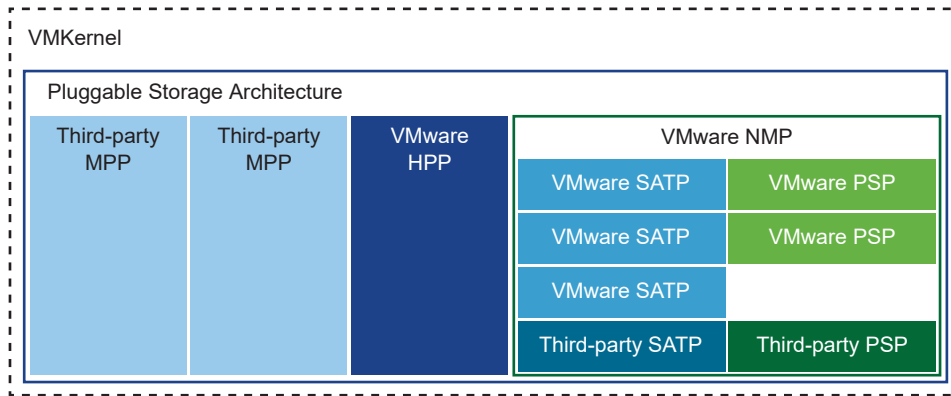 VMKernel
Pluggable Storage Architecture
Third-party
MPP
Third-party
MPP
VMware
HPP
VMware NMP
VMware SATP
VMware PSP
VMware SATP
VMware PSP
VMware SATP
Third-party SATP
Third-party PSP